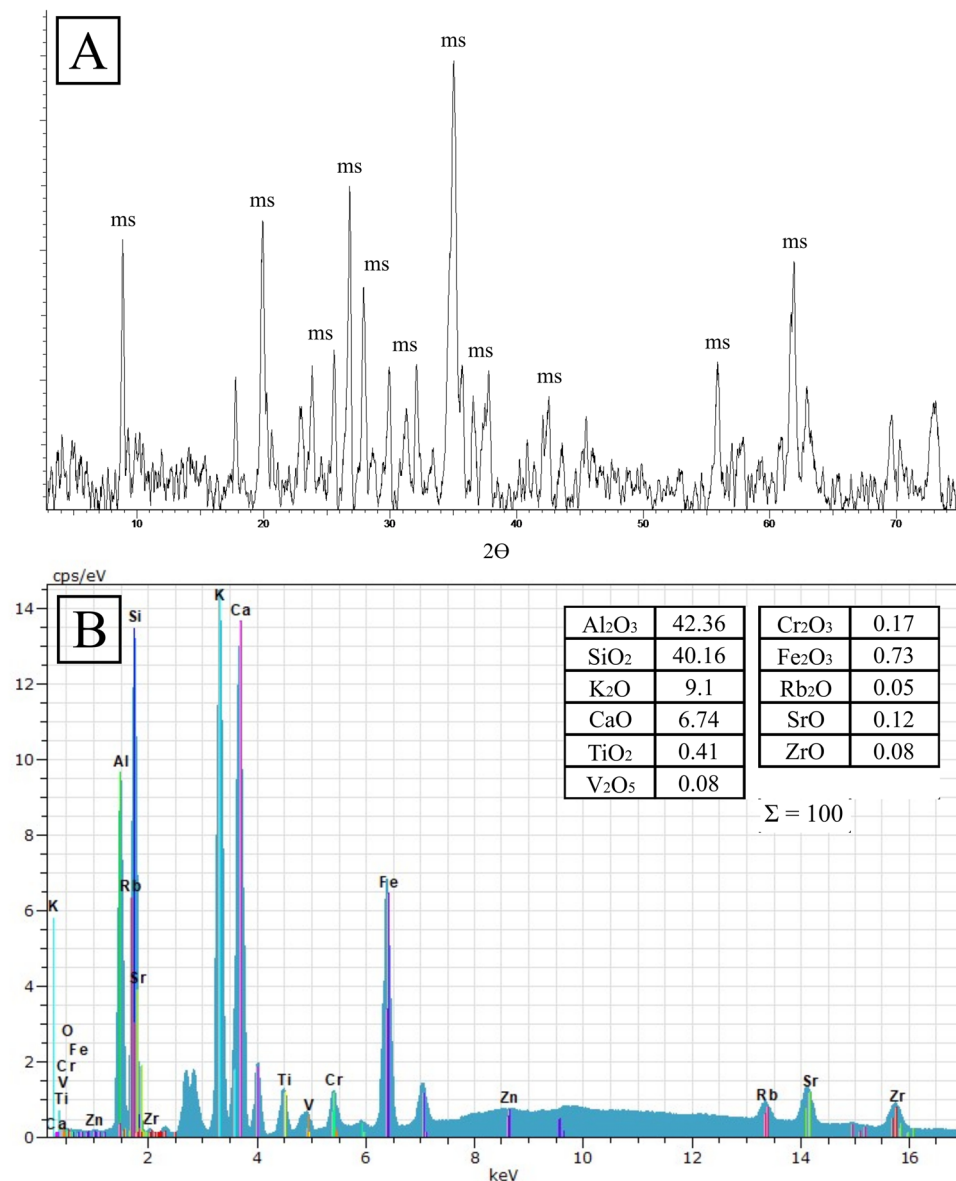 A
ms
ms
ms
ms
ms
ms
ms
ms
ms
ms
ms
ms
10 20 30 40 50 60 70
2Θ
cps/eV
B
14
12
10
8
6
4
2
0
K
O
Fe
Cr
V
Ti
Ca
Zn
Al
Si
Rb
Sr
Zr
K
Ca
Ti
V
Cr
Fe
Zn
Rb
Sr
Zr
2 4 6 8 10 12 14 16
keV
Al₂O₃ 42.36 Cr₂O₃ 0.17
SiO₂ 40.16 Fe₂O₃ 0.73
K₂O 9.1 Rb₂O 0.05
CaO 6.74 SrO 0.12
TiO₂ 0.41 ZrO 0.08
V₂O₅ 0.08
Σ = 100